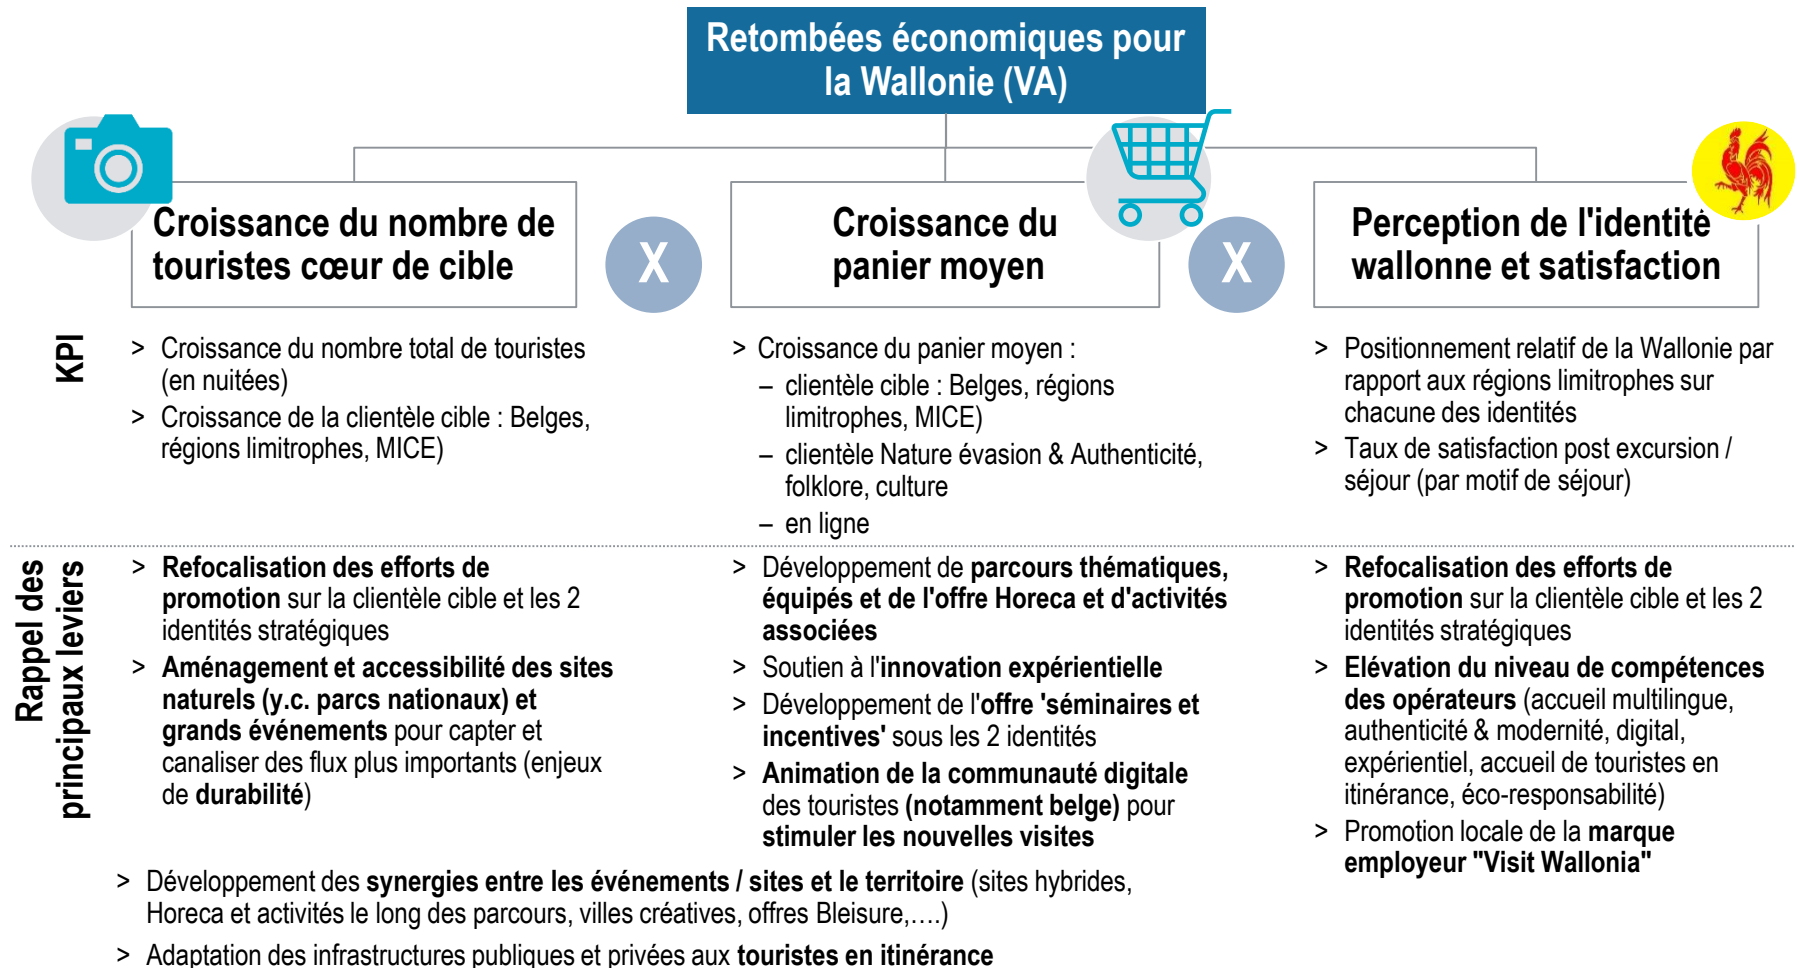 Retombées économiques pour
la Wallonie (VA)
Croissance du nombre de
touristes cœur de cible
X
Croissance du
panier moyen
X
Perception de l'identité
wallonne et satisfaction
KPI
> Croissance du nombre total de touristes
(en nuitées)
> Croissance de la clientèle cible : Belges,
régions limitrophes, MICE)
> Croissance du panier moyen :
– clientèle cible : Belges, régions
limitrophes, MICE)
– clientèle Nature évasion & Authenticité,
folklore, culture
– en ligne
> Positionnement relatif de la Wallonie par
rapport aux régions limitrophes sur
chacune des identités
> Taux de satisfaction post excursion /
séjour (par motif de séjour)
Rappel des
principaux leviers
> Refocalisation des efforts de
promotion sur la clientèle cible et les 2
identités stratégiques
> Aménagement et accessibilité des sites
naturels (y.c. parcs nationaux) et
grands événements pour capter et
canaliser des flux plus importants (enjeux
de durabilité)
> Développement de parcours thématiques,
équipés et de l'offre Horeca et d'activités
associées
> Soutien à l'innovation expérientielle
> Développement de l'offre 'séminaires et
incentives' sous les 2 identités
> Animation de la communauté digitale
des touristes (notamment belge) pour
stimuler les nouvelles visites
> Refocalisation des efforts de
promotion sur la clientèle cible et les 2
identités stratégiques
> Elévation du niveau de compétences
des opérateurs (accueil multilingue,
authenticité & modernité, digital,
expérientiel, accueil de touristes en
itinérance, éco-responsabilité)
> Promotion locale de la marque
employeur "Visit Wallonia"
> Développement des synergies entre les événements / sites et le territoire (sites hybrides,
Horeca et activités le long des parcours, villes créatives, offres Bleisure,….)
> Adaptation des infrastructures publiques et privées aux touristes en itinérance